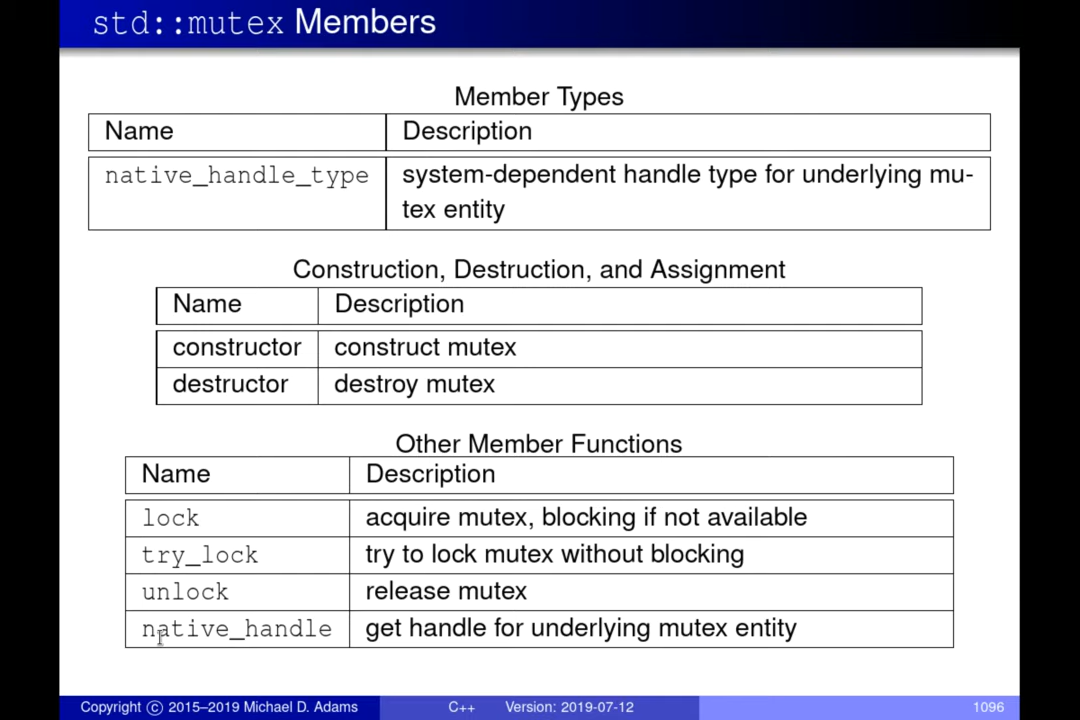 std::mutex Members
Member Types
Name Description
native_handle_type system-dependent handle type for underlying mu-
tex entity
Construction, Destruction, and Assignment
Name Description
constructor construct mutex
destructor destroy mutex
Other Member Functions
Name Description
lock acquire mutex, blocking if not available
try_lock try to lock mutex without blocking
unlock release mutex
native_handle get handle for underlying mutex entity
Copyright © 2015–2019 Michael D. Adams C++ Version: 2019-07-12 1096